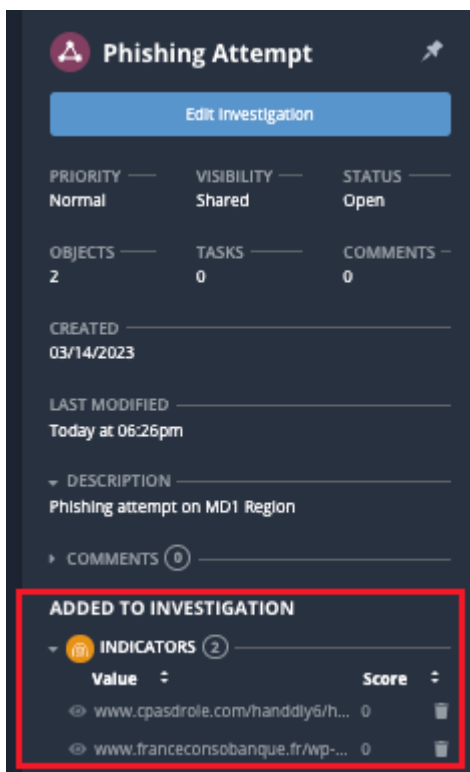 Phishing Attempt
Edit Investigation
PRIORITY VISIBILITY STATUS
Normal Shared Open
OBJECTS TASKS COMMENTS
2 0 0
CREATED
03/14/2023
LAST MODIFIED
Today at 06:26pm
DESCRIPTION
Phishing attempt on MD1 Region
COMMENTS 0
ADDED TO INVESTIGATION
INDICATORS 2
Value Score
www.cpasdrole.com/handdly6/h... 0
www.franceconsobanque.fr/wp-... 0